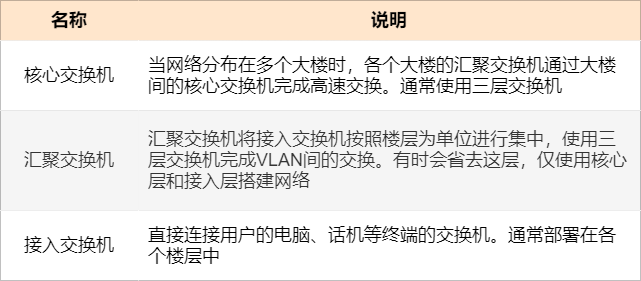 名称
说明
核心交换机
当网络分布在多个大楼时，各个大楼的汇聚交换机通过大楼
间的核心交换机完成高速交换。通常使用三层交换机
汇聚交换机
汇聚交换机将接入交换机按照楼层为单位进行集中，使用三
层交换机完成VLAN间的交换。有时会省去这层，仅使用核心
层和接入层搭建网络
接入交换机
直接连接用户的电脑、话机等终端的交换机。通常部署在各
个楼层中